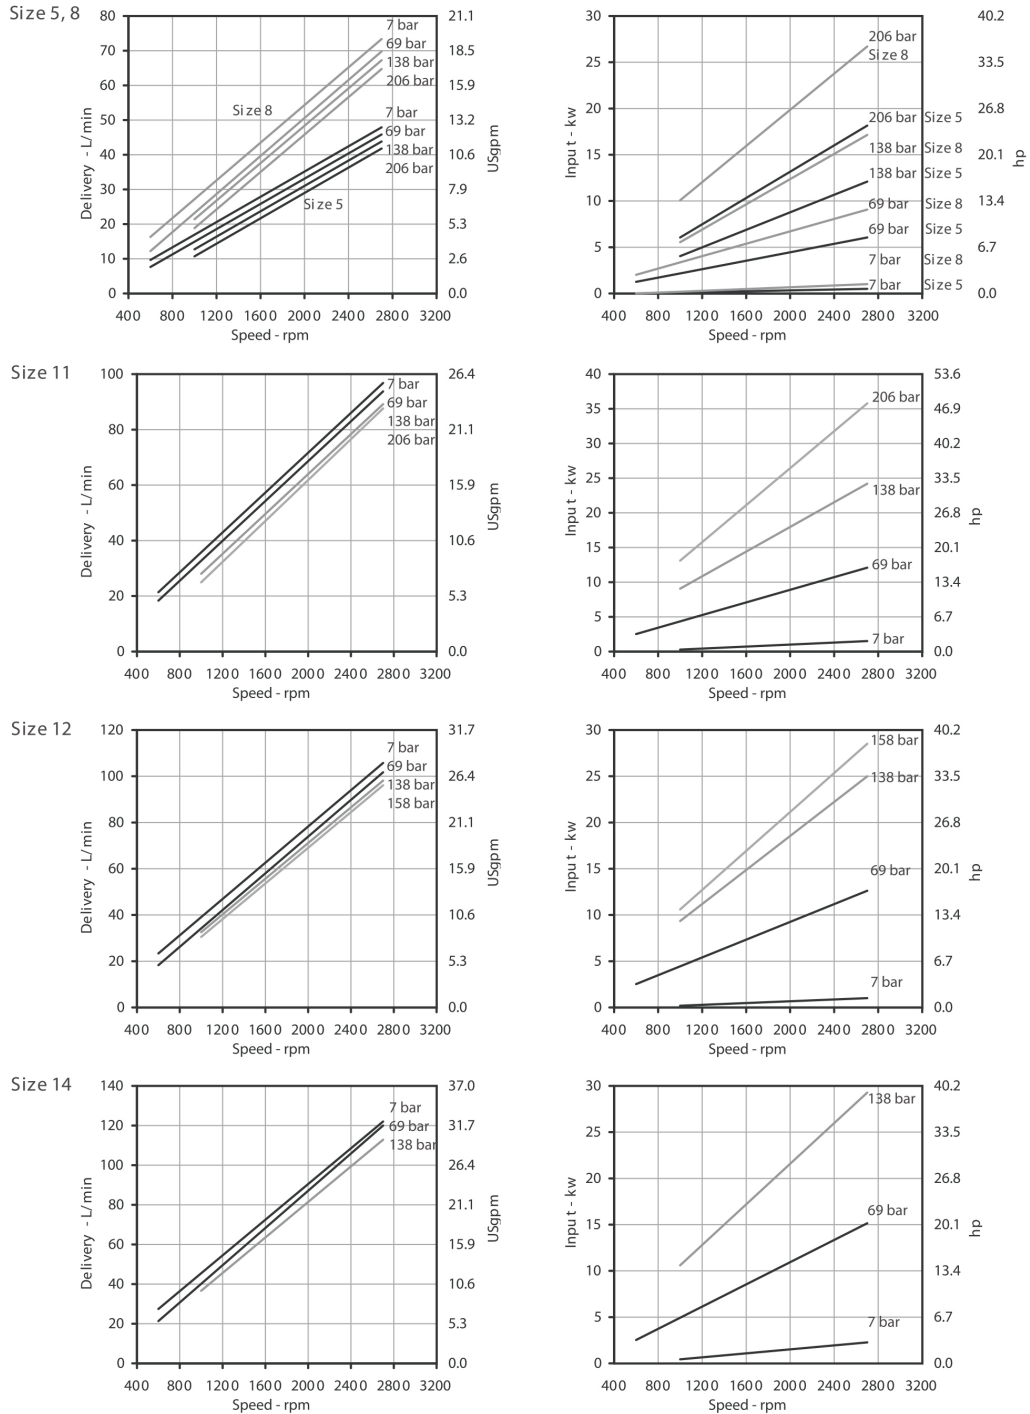 Size 5, 8
80
70
60
50
40
30
20
10
0
Delivery - L/min
21.1
18.5
15.9
13.2
10.6
7.9
5.3
2.6
0.0
USgpm
7 bar
69 bar
138 bar
206 bar
Size 8
7 bar
69 bar
138 bar
206 bar
Size 5
400 800 1200 1600 2000 2400 2800 3200
Speed - rpm
30
25
20
15
10
5
0
Input - kw
40.2
33.5
26.8
20.1
13.4
6.7
0.0
hp
206 bar
Size 8
206 bar Size 5
138 bar Size 8
138 bar Size 5
69 bar Size 8
69 bar Size 5
7 bar Size 8
7 bar Size 5
400 800 1200 1600 2000 2400 2800 3200
Speed - rpm
Size 11
100
80
60
40
20
0
Delivery - L/min
26.4
21.1
15.9
10.6
5.3
0.0
USgpm
7 bar
69 bar
138 bar
206 bar
400 800 1200 1600 2000 2400 2800 3200
Speed - rpm
40
35
30
25
20
15
10
5
0
Input - kw
53.6
46.9
40.2
33.5
26.8
20.1
13.4
6.7
0.0
hp
206 bar
138 bar
69 bar
7 bar
400 800 1200 1600 2000 2400 2800 3200
Speed - rpm
Size 12
120
100
80
60
40
20
0
Delivery - L/min
31.7
26.4
21.1
15.9
10.6
5.3
0.0
USgpm
7 bar
69 bar
138 bar
158 bar
400 800 1200 1600 2000 2400 2800 3200
Speed - rpm
30
25
20
15
10
5
0
Input - kw
40.2
33.5
26.8
20.1
13.4
6.7
0.0
hp
158 bar
138 bar
69 bar
7 bar
400 800 1200 1600 2000 2400 2800 3200
Speed - rpm
Size 14
140
120
100
80
60
40
20
0
Delivery - L/min
37.0
31.7
26.4
21.1
15.9
10.6
5.3
0.0
USgpm
7 bar
69 bar
138 bar
400 800 1200 1600 2000 2400 2800 3200
Speed - rpm
30
25
20
15
10
5
0
Input - kw
40.2
33.5
26.8
20.1
13.4
6.7
0.0
hp
138 bar
69 bar
7 bar
400 800 1200 1600 2000 2400 2800 3200
Speed - rpm